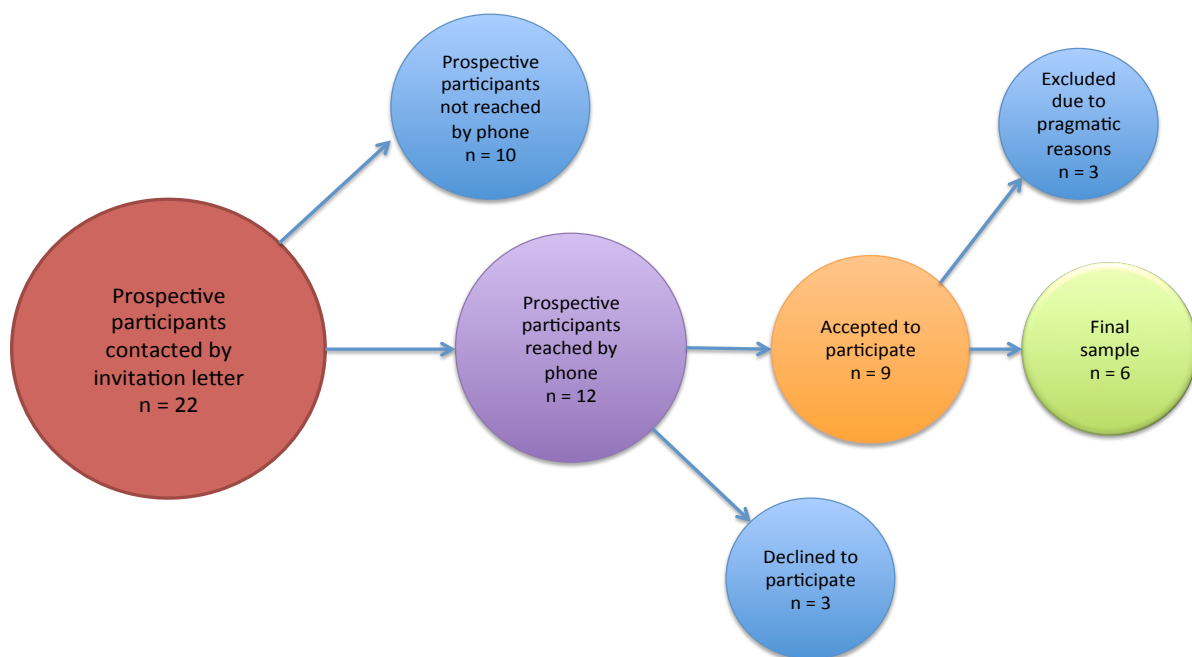 Prospective
participants
not reached
by phone
n = 10
Excluded
due to
pragmatic
reasons
n = 3
Prospective
participants
contacted by
invitation letter
n = 22
Prospective
participants
reached by
phone
n = 12
Accepted to
participate
n = 9
Final
sample
n = 6
Declined to
participate
n = 3